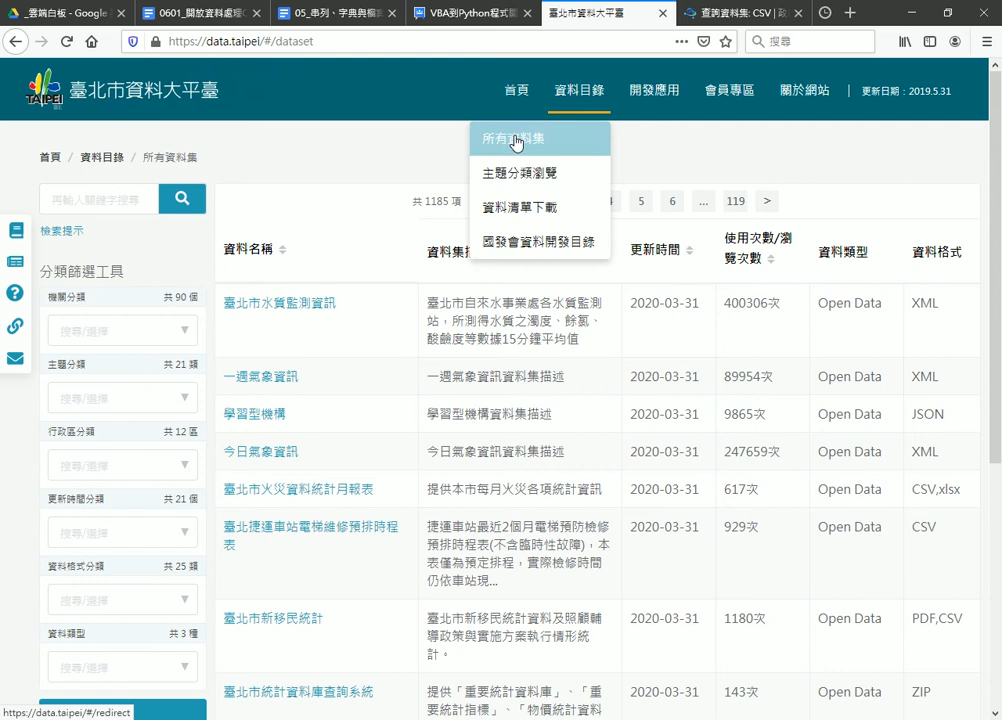 _雲端白板 - Google
0601_開放資料處理
05_串列、字典與檔
VBA到Python程式開
臺北市資料大平臺
查詢資料集: CSV | 政
https://data.taipei/#/dataset
搜尋
TAIPEI
臺北市資料大平臺
首頁
資料目錄
開發應用
會員專區
關於網站
更新日期：2019.5.31
所有資料集
主題分類瀏覽
資料清單下載
國發會資料開發目錄
首頁 / 資料目錄 / 所有資料集
再輸入關鍵字搜尋
檢索提示
分類篩選工具
機關分類 共 90 個
搜尋/選擇
主題分類 共 21 類
搜尋/選擇
行政區分類 共 12 區
搜尋/選擇
更新時間分類 共 21 個
搜尋/選擇
資料格式分類 共 25 類
搜尋/選擇
資料類型 共 3 種
搜尋/選擇
共 1185 項
5 6 ... 119 >
資料名稱
資料集
更新時間
使用次數/瀏
覽次數
資料類型
資料格式
臺北市水質監測資訊
臺北市自來水事業處各水質監測
站，所測得水質之濁度、餘氯、
酸鹼度等數據15分鐘平均值
2020-03-31
400306次
Open Data
XML
一週氣象資訊
一週氣象資訊資料集描述
2020-03-31
89954次
Open Data
XML
學習型機構
學習型機構資料集描述
2020-03-31
9865次
Open Data
JSON
今日氣象資訊
今日氣象資訊資料集描述
2020-03-31
247659次
Open Data
XML
臺北市火災資料統計月報表
提供本市每月火災各項統計資訊
2020-03-31
617次
Open Data
CSV,xlsx
臺北捷運車站電梯維修預排時程
表
捷運車站最近2個月電梯預防檢修
預排時程表(不含臨時性故障)，本
表僅為預定排程，實際檢修時間
仍依車站現...
2020-03-31
929次
Open Data
CSV
臺北市新移民統計
臺北市新移民統計資料及照顧輔
導政策與實施方案執行情形統
計。
2020-03-31
1180次
Open Data
PDF,CSV
臺北市統計資料庫查詢系統
提供「重要統計資料庫」、「重
要統計指標」、「物價統計資料
2020-03-31
143次
Open Data
ZIP
https://data.taipei/#/redirect